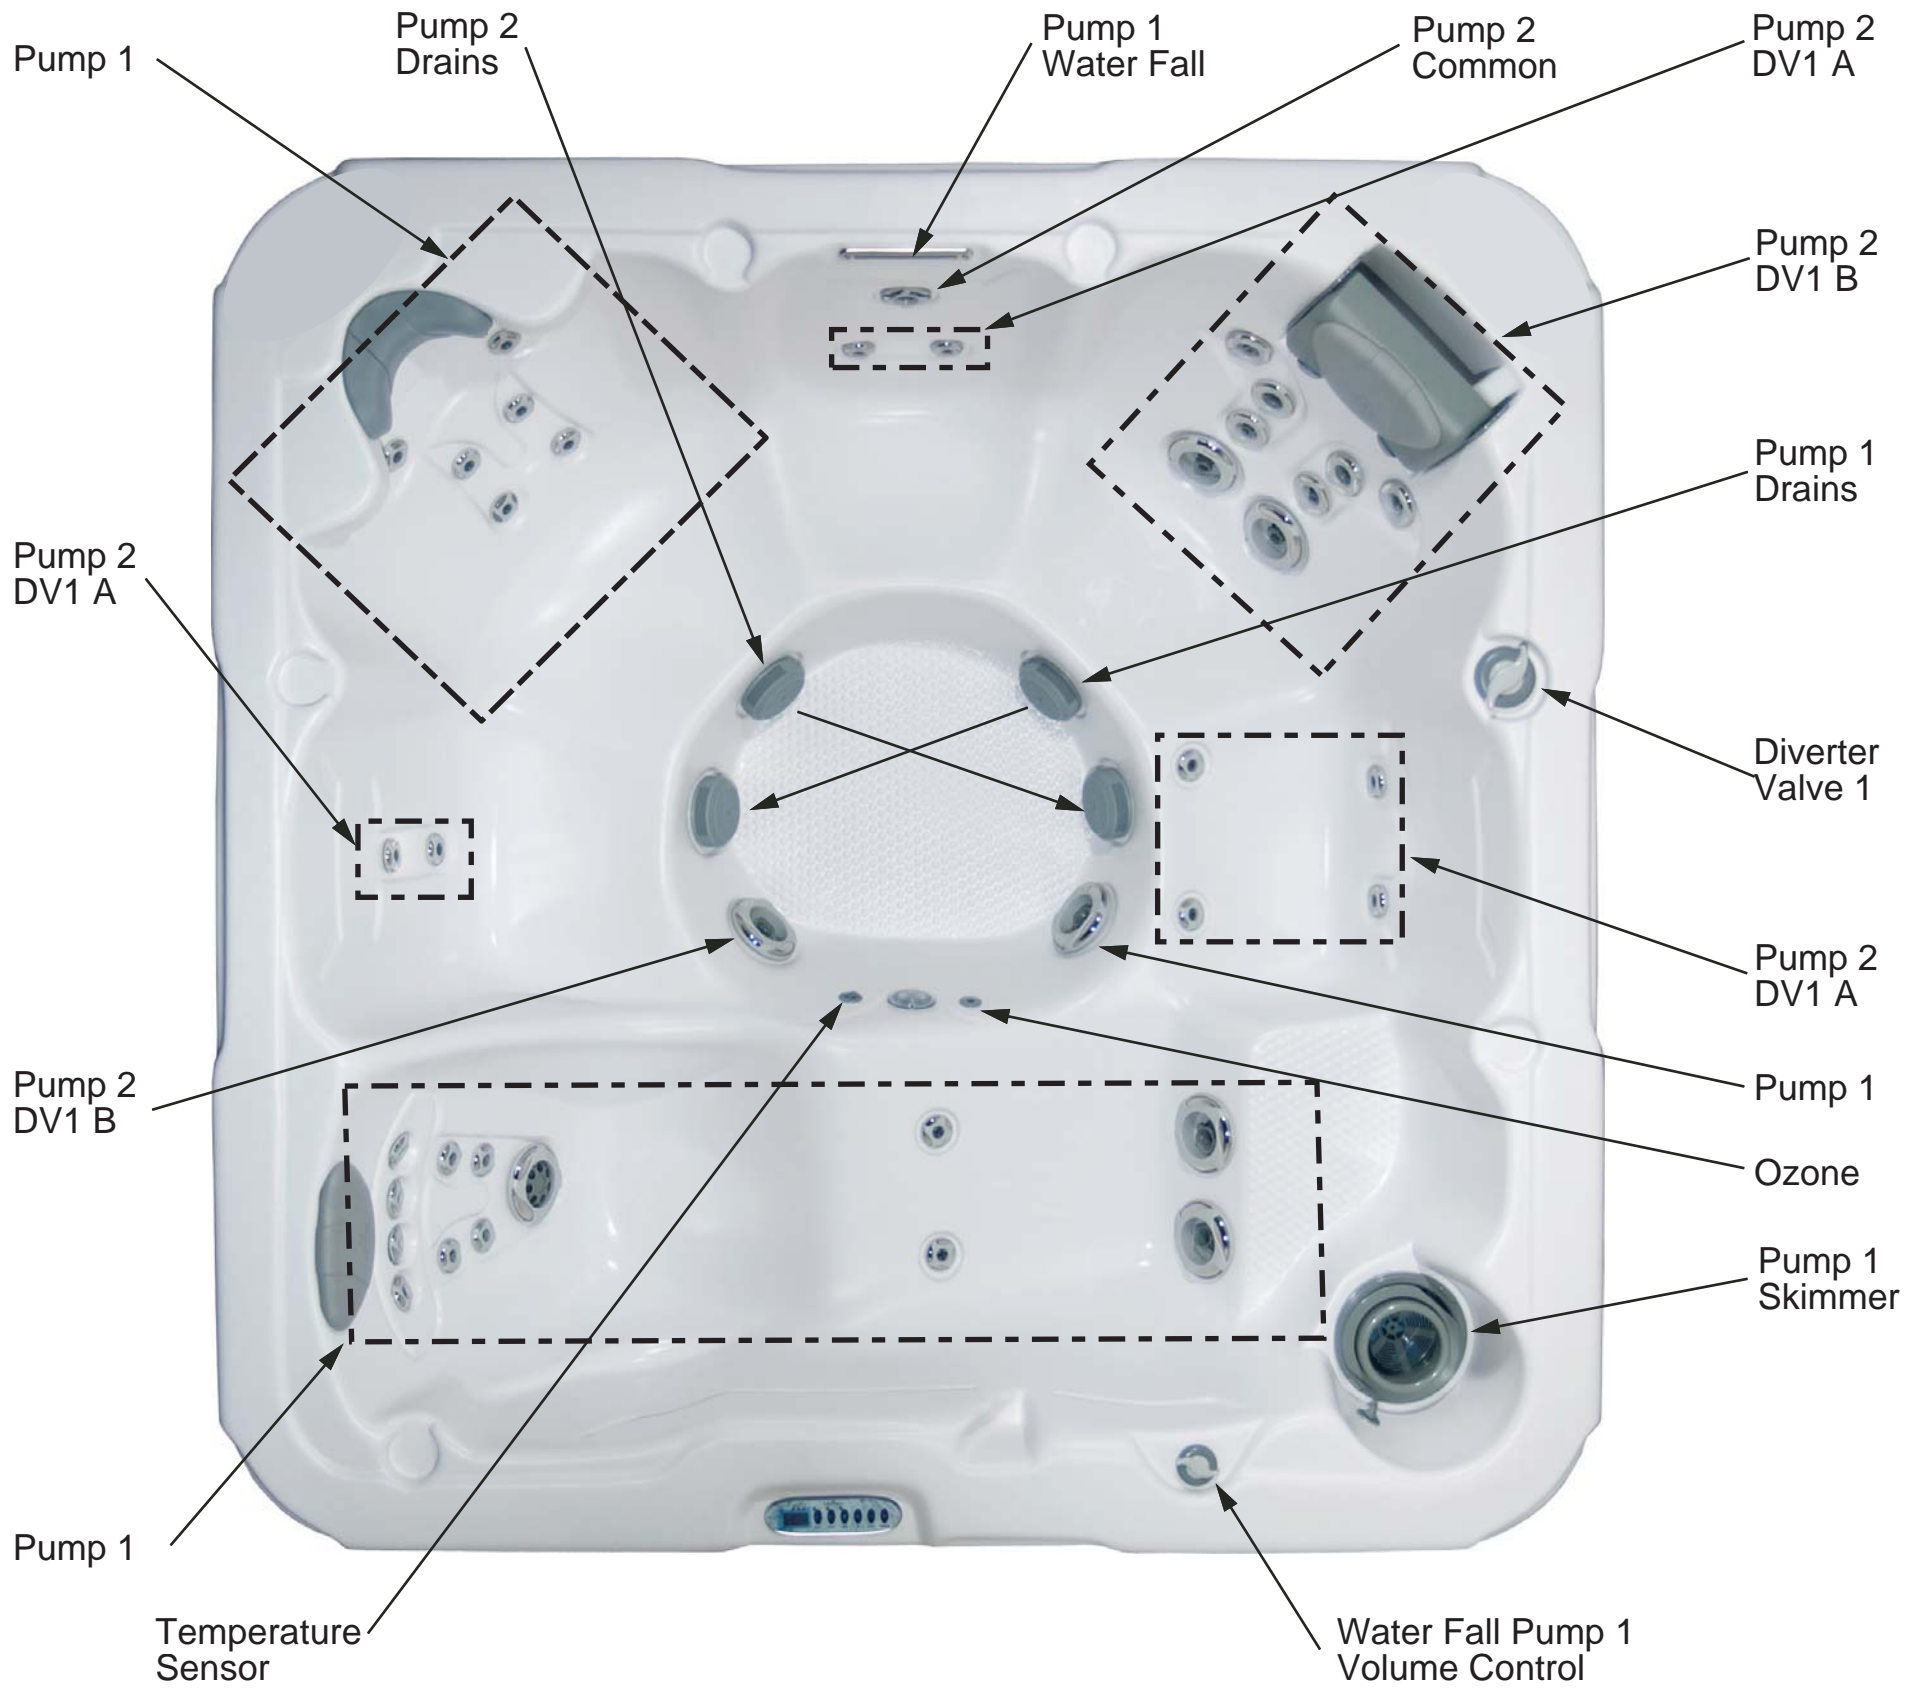 Pump 1
Pump 2
Drains
Pump 1
Water Fall
Pump 2
Common
Pump 2
DV1 A
Pump 2
DV1 B
Pump 1
Drains
Pump 2
DV1 A
Diverter
Valve 1
Pump 2
DV1 A
Pump 2
DV1 B
Pump 1
Ozone
Pump 1
Skimmer
Pump 1
Temperature
Sensor
Water Fall Pump 1
Volume Control